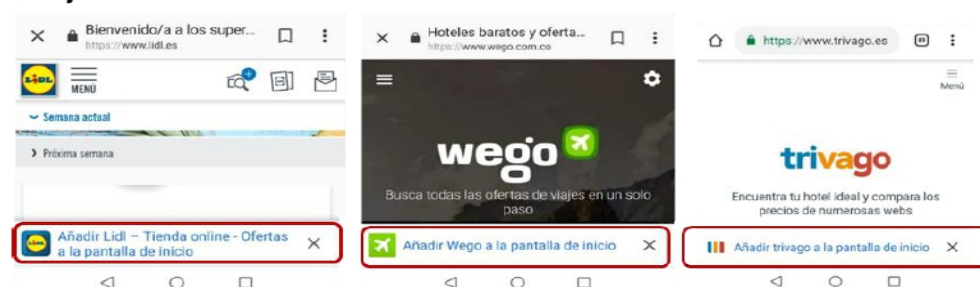 Bienvenido/a a los super...
https://www.lidl.es
LIDL
MENÚ
Semana actual
Próxima semana
Añadir Lidl – Tienda online - Ofertas
a la pantalla de inicio
Hoteles baratos y oferta...
https://www.wego.com.co
wego
Busca todas las ofertas de viajes en un solo
paso
Añadir Wego a la pantalla de inicio
https://www.trivago.es
Menú
trivago
Encuentra tu hotel ideal y compara los
precios de numerosas webs
Añadir trivago a la pantalla de inicio